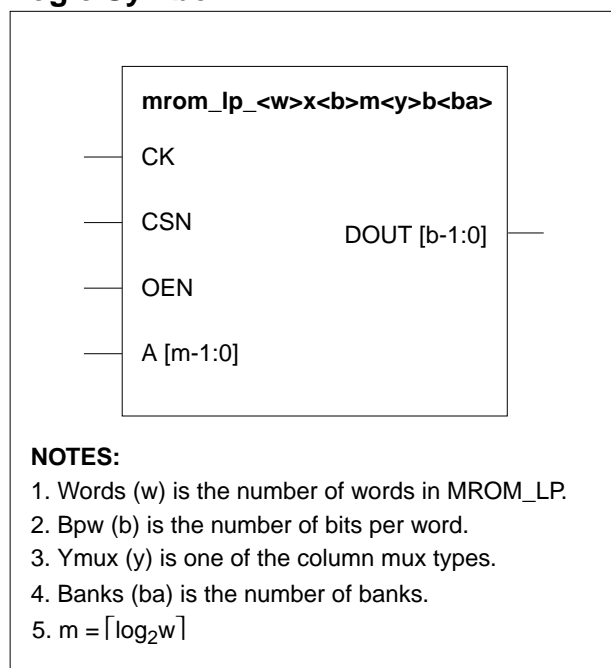 mrom_lp_<w>x<b>m<y>b<ba>
CK
CSN
DOUT [b-1:0]
OEN
A [m-1:0]
NOTES:
1. Words (w) is the number of words in MROM_LP.
2. Bpw (b) is the number of bits per word.
3. Ymux (y) is one of the column mux types.
4. Banks (ba) is the number of banks.
5. m = ⌈log₂w⌉